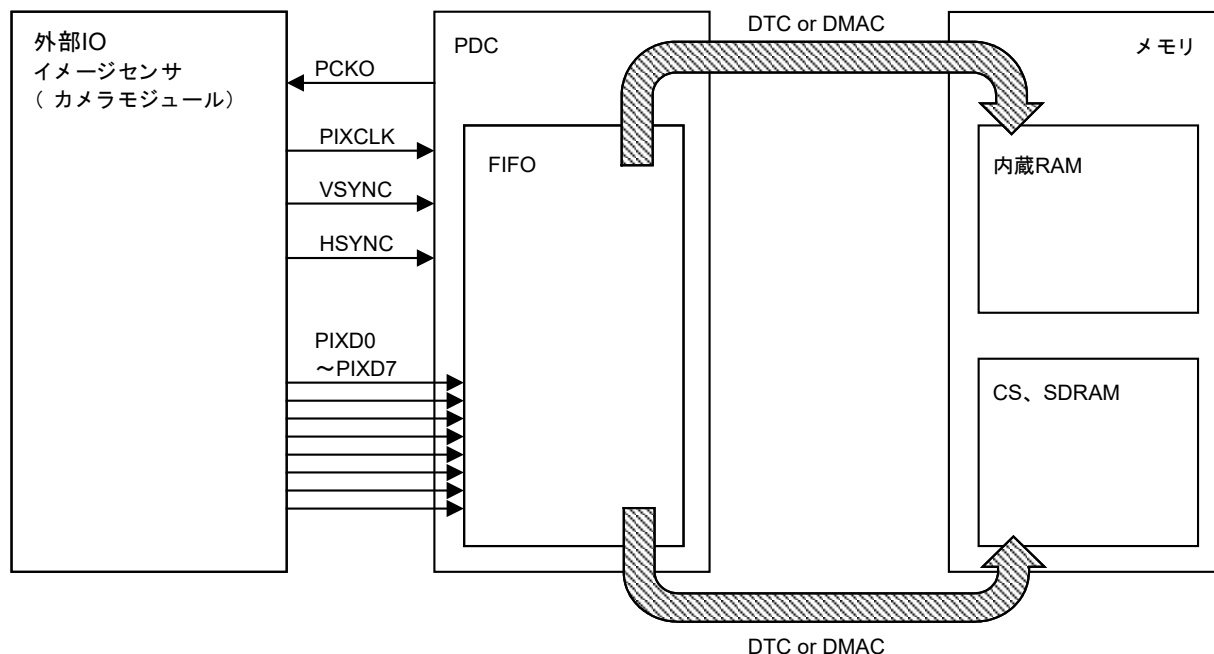 外部IO
イメージセンサ
（カメラモジュール）
PCKO
PIXCLK
VSYNC
HSYNC
PIXD0
～PIXD7
PDC
FIFO
DTC or DMAC
メモリ
内蔵RAM
CS、SDRAM
DTC or DMAC